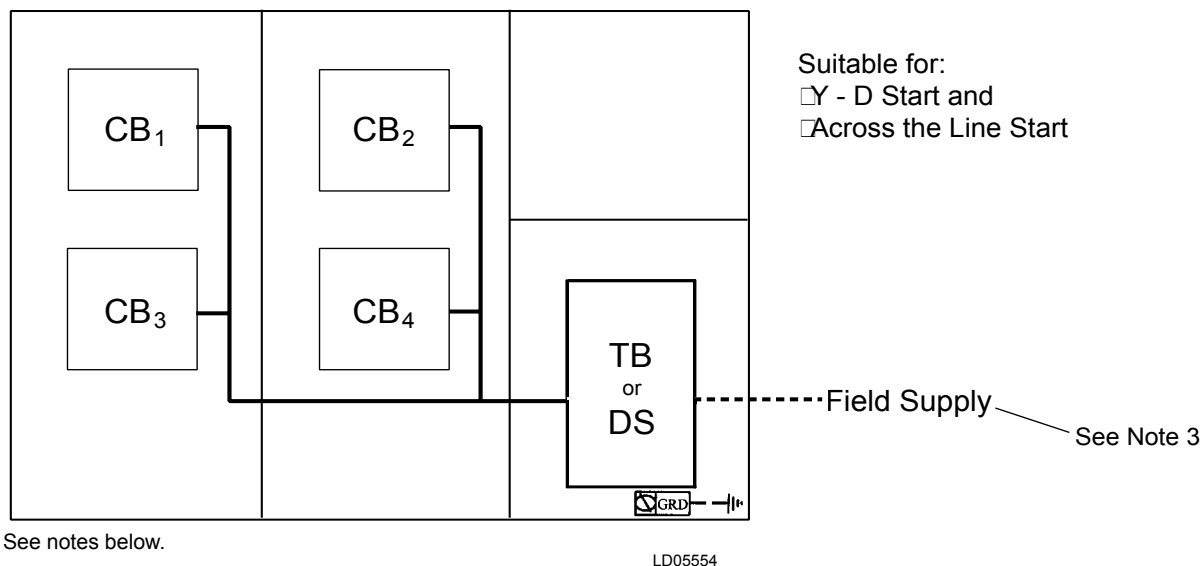 CB1
CB2
CB3
CB4
TB
or
DS
GRD
Suitable for:
□Y - D Start and
□Across the Line Start
Field Supply
See Note 3
See notes below.
LD05554